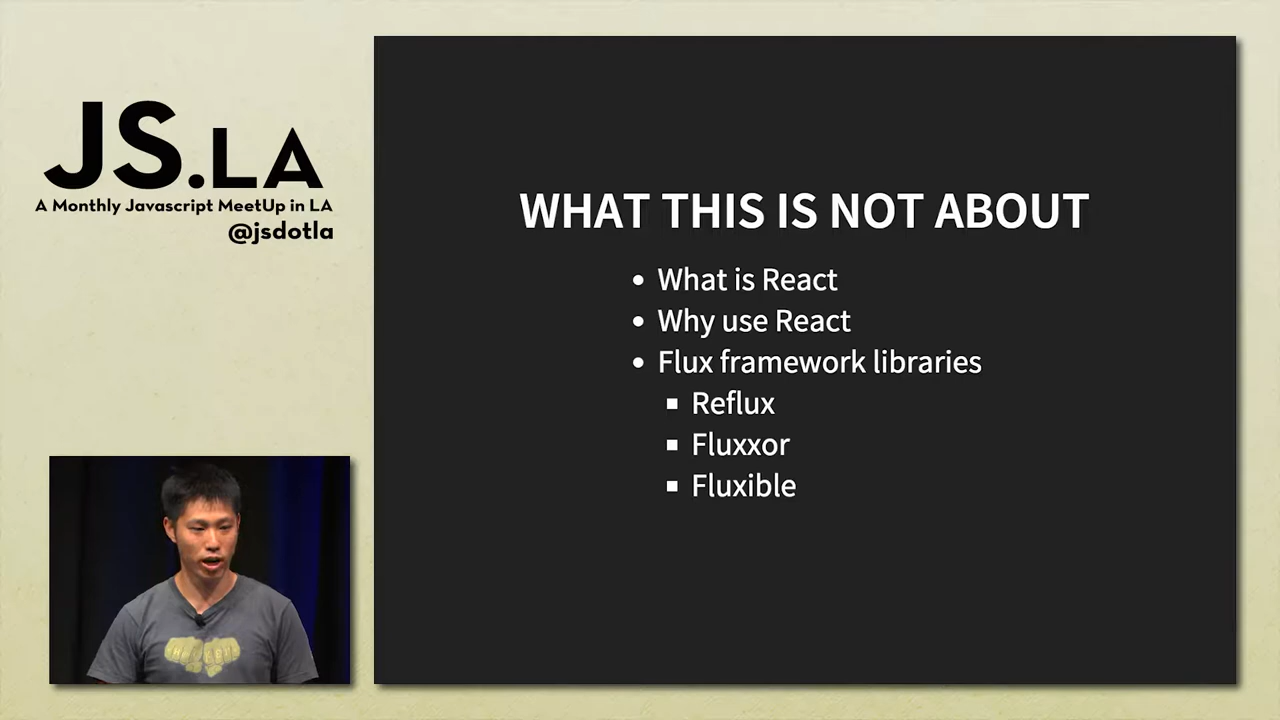 JS.LA
A Monthly Javascript MeetUp in LA
@jsdotla
WHAT THIS IS NOT ABOUT
• What is React
• Why use React
• Flux framework libraries
▪ Reflux
▪ Fluxxor
▪ Fluxible